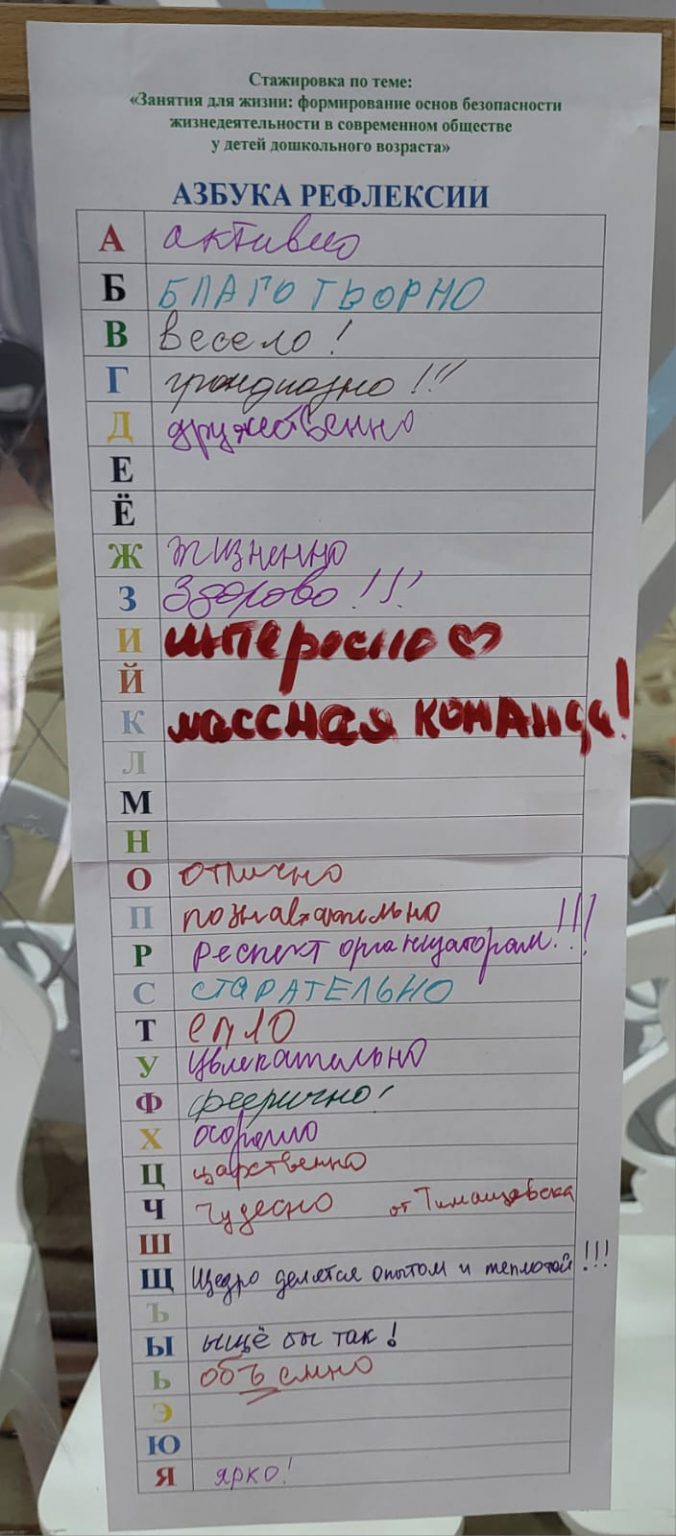 Стажировка по теме:
«Занятия для жизни: формирование основ безопасности
жизнедеятельности в современном обществе
у детей дошкольного возраста»
АЗБУКА РЕФЛЕКСИИ
А активно
Б БЛАГОТВОРНО
В Весело!
Г грандиозно!!!
Д дружественно
Е
Ё
Ж жизненно
З Здорово!!!
И интересно
Й
К классная команда!
Л
М
Н
О отлично
П познавательно
Р Респект организаторам!!!
С СТАРАТЕЛЬНО
Т епло
У Увлекательно
Ф феерично!
Х хорошо
Ц царственно
Ч Чудесно от Тимашевска
Ш
Щ Щедро делятся опытом и теплотой!!!
Ъ
Ы ыщё бы так!
Ь объемно
Э
Ю
Я ярко!